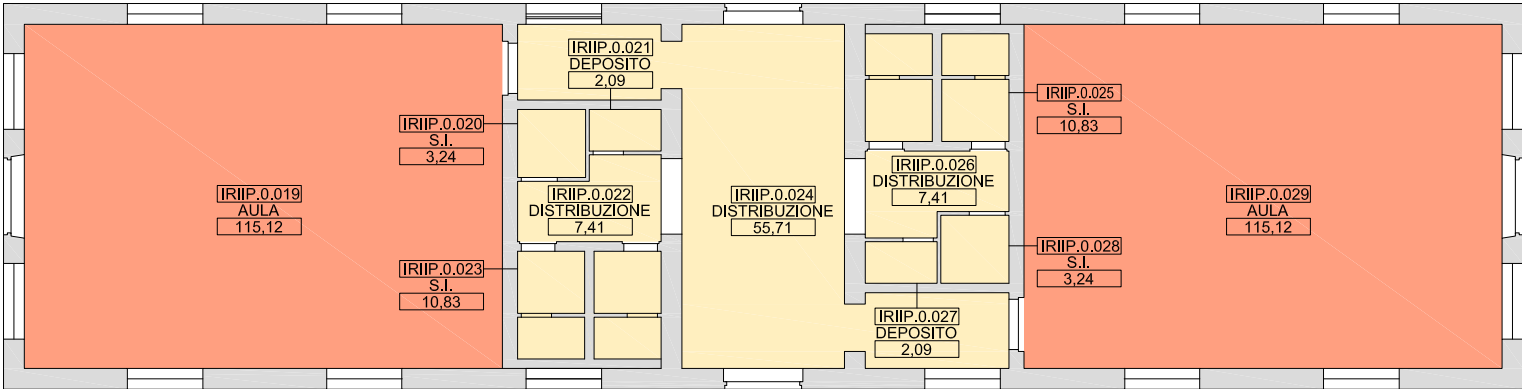 IRIIP.0.019
AULA
115,12
IRIIP.0.020
S.I.
3,24
IRIIP.0.023
S.I.
10,83
IRIIP.0.021
DEPOSITO
2,09
IRIIP.0.022
DISTRIBUZIONE
7,41
IRIIP.0.024
DISTRIBUZIONE
55,71
IRIIP.0.026
DISTRIBUZIONE
7,41
IRIIP.0.027
DEPOSITO
2,09
IRIIP.0.025
S.I.
10,83
IRIIP.0.028
S.I.
3,24
IRIIP.0.029
AULA
115,12